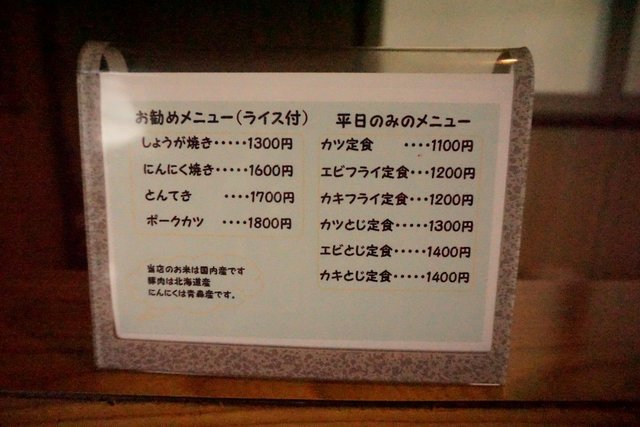 お勧めメニュー(ライス付)
しょうが焼き・・・・・1300円
にんにく焼き・・・・・1600円
とんてき ・・・・1700円
ポークカツ ・・・・1800円
当店のお米は国内産です
豚肉は北海道産
にんにくは青森産です。
平日のみのメニュー
カツ定食 ・・・・1100円
エビフライ定食・・・1200円
カキフライ定食・・・1200円
カツとじ定食・・・・・1300円
エビとじ定食・・・・・1400円
カキとじ定食・・・・・1400円